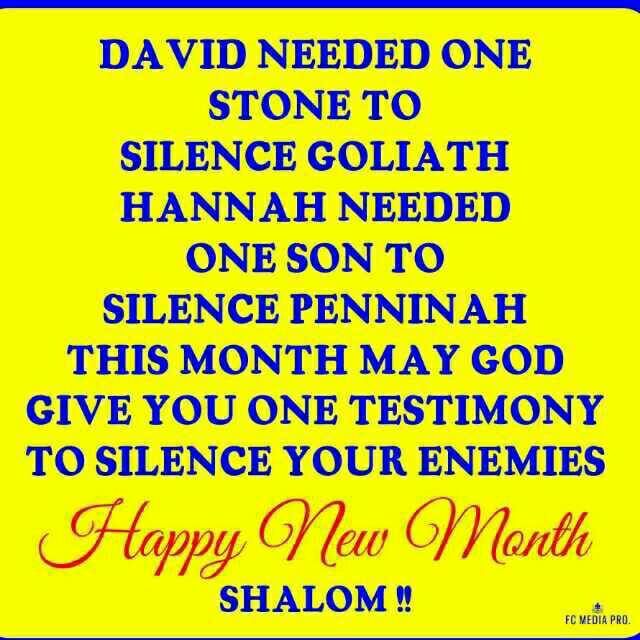 DAVID NEEDED ONE
STONE TO
SILENCE GOLIATH
HANNAH NEEDED
ONE SON TO
SILENCE PENNINAH
THIS MONTH MAY GOD
GIVE YOU ONE TESTIMONY
TO SILENCE YOUR ENEMIES
Happy New Month
SHALOM !!
FC MEDIA PRO.